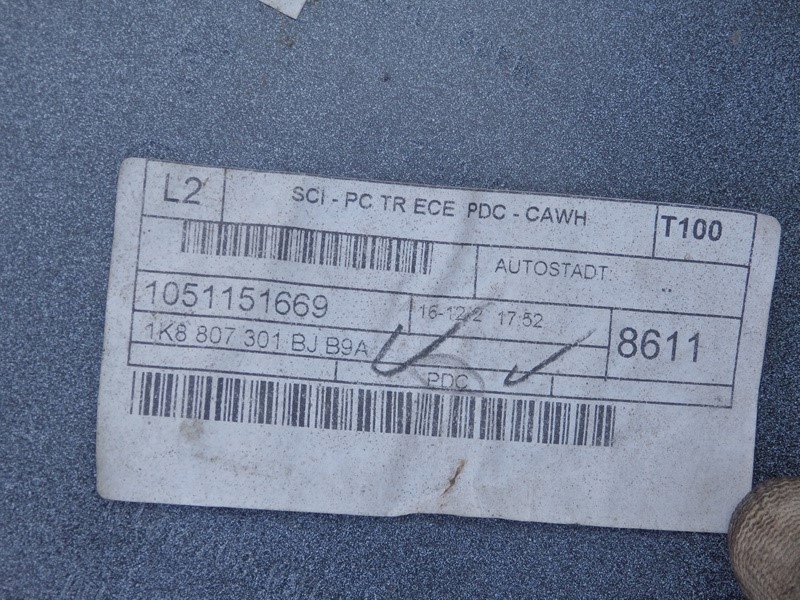 L2
SCI - PC TR ECE PDC - CAWH
T100
AUTOSTADT
1051151669
16-12-2 17:52
1K8 807 301 BJ B9A
8611
PDC